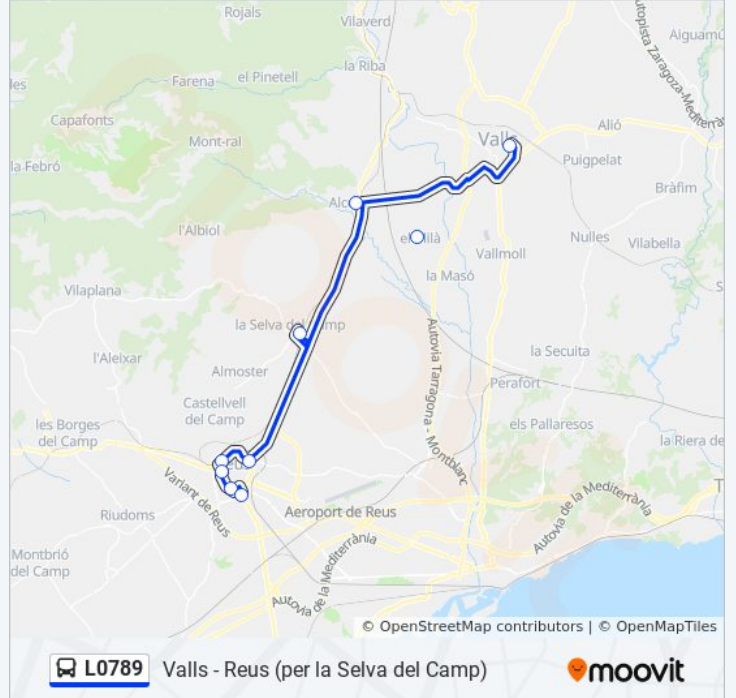 Rojals
Vilaverd
Aiguamú
la Riba
Farena
el Pinetell
les
Autopista Zaragoza-Mediterrà
Capafonts
Alió
Mont-ral
Valls
Puigpelat
la Febró
Bràfim
Alco
l'Albiol
el Milà
Nulles
Vilabella
Vallmoll
la Masó
Vilaplana
la Selva del Camp
l'Aleixar
la Secuita
Almoster
Perafort
Castellvell
del Camp
Autovia Tarragona - Montblanc
les Borges
del Camp
els Pallaresos
la Riera de
Variant de Reus
Aeroport de Reus
Riudoms
Autovia de la Mediterrània
T
Montbrió
del Camp
Autovia de la Mediterrània
© OpenStreetMap contributors | © OpenMapTiles
L0789 Valls - Reus (per la Selva del Camp) moovit